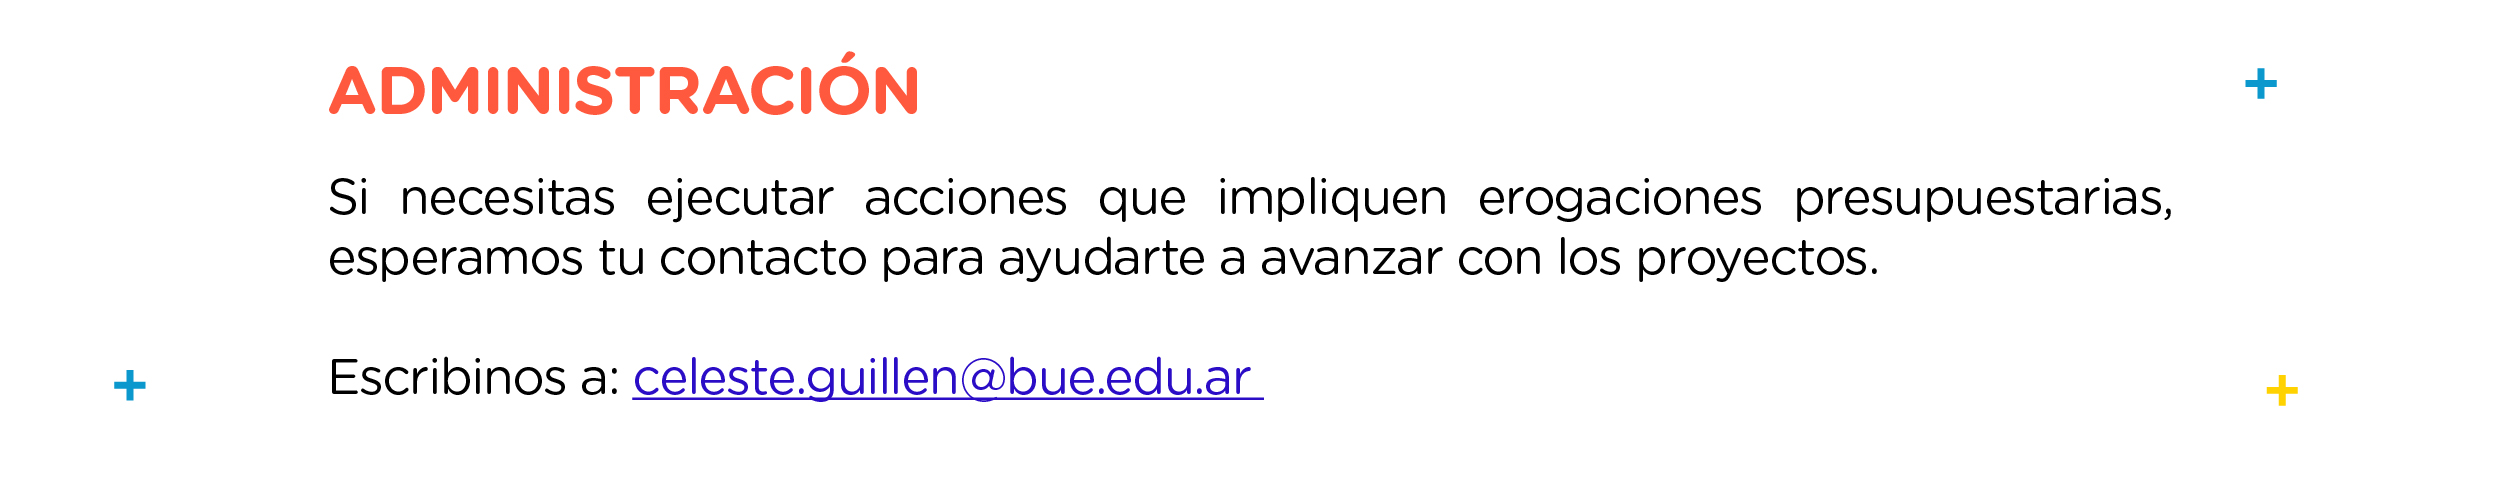 ADMINISTRACIÓN
Si necesitas ejecutar acciones que impliquen erogaciones presupuestarias,
esperamos tu contacto para ayudarte a avanzar con los proyectos.
Escribinos a: celeste.guillen@bue.edu.ar